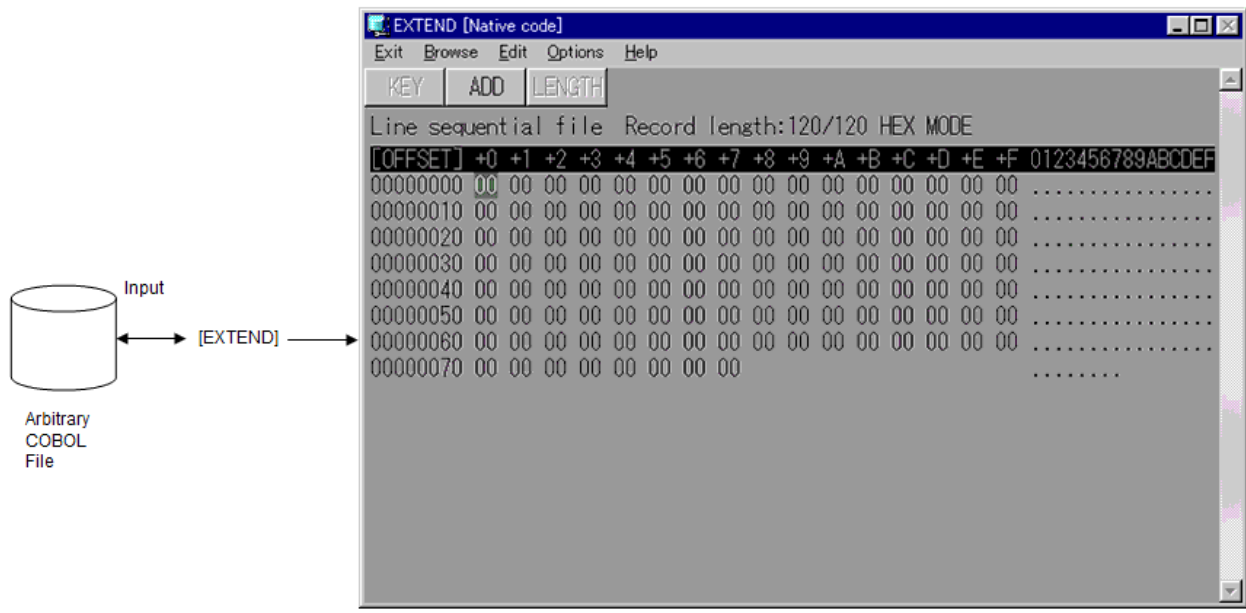 EXTEND [Native code]
Exit Browse Edit Options Help
KEY ADD LENGTH
Line sequential file Record length:120/120 HEX MODE
[OFFSET] +0 +1 +2 +3 +4 +5 +6 +7 +8 +9 +A +B +C +D +E +F 0123456789ABCDEF
00000000 00 00 00 00 00 00 00 00 00 00 00 00 00 00 00 00 ................
00000010 00 00 00 00 00 00 00 00 00 00 00 00 00 00 00 00 ................
00000020 00 00 00 00 00 00 00 00 00 00 00 00 00 00 00 00 ................
00000030 00 00 00 00 00 00 00 00 00 00 00 00 00 00 00 00 ................
00000040 00 00 00 00 00 00 00 00 00 00 00 00 00 00 00 00 ................
00000050 00 00 00 00 00 00 00 00 00 00 00 00 00 00 00 00 ................
00000060 00 00 00 00 00 00 00 00 00 00 00 00 00 00 00 00 ................
00000070 00 00 00 00 00 00 00 00 ........
Input
[EXTEND]
Arbitrary
COBOL
File